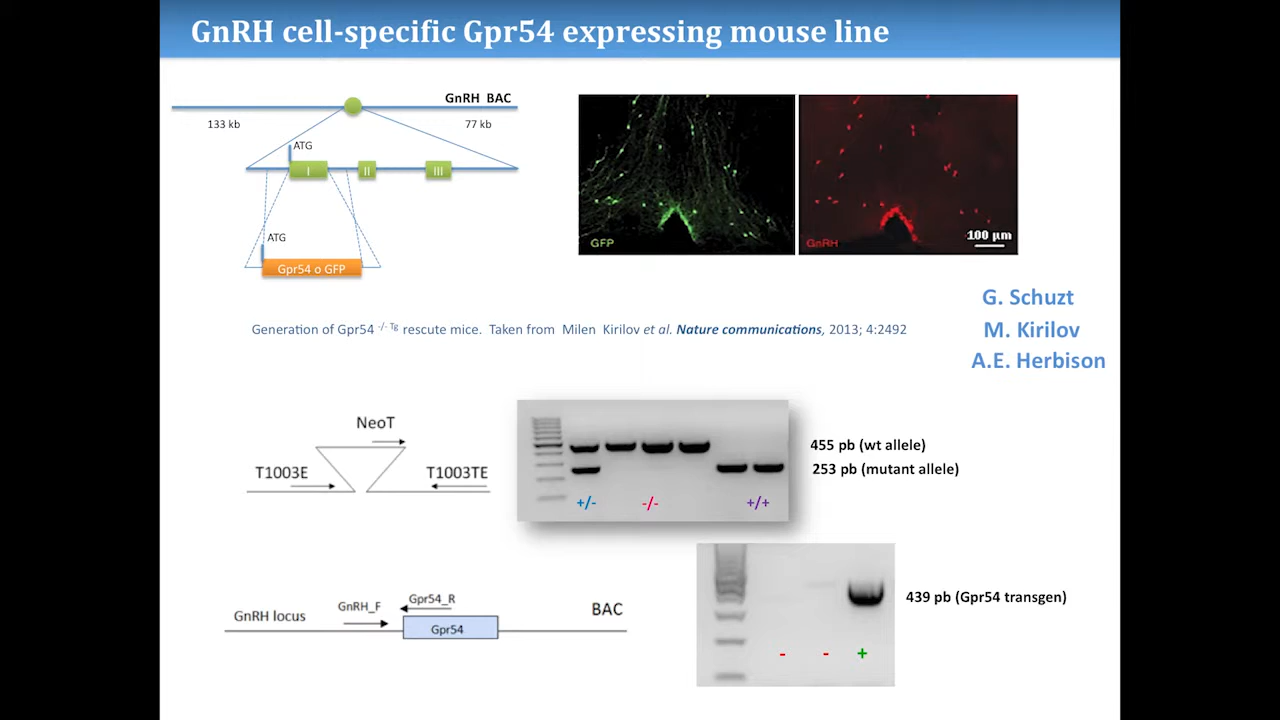 GnRH cell-specific Gpr54 expressing mouse line
GnRH BAC
133 kb
77 kb
ATG
I
II
III
ATG
Gpr54 o GFP
GFP
GnRH
100 μm
G. Schuzt
M. Kirilov
A.E. Herbison
Generation of Gpr54 -/- Tg rescute mice. Taken from Milen Kirilov et al. Nature communications, 2013; 4:2492
NeoT
T1003E
T1003TE
455 pb (wt allele)
253 pb (mutant allele)
+/-
-/-
+/+
GnRH locus
GnRH_F
Gpr54_R
Gpr54
BAC
439 pb (Gpr54 transgen)
-
-
+